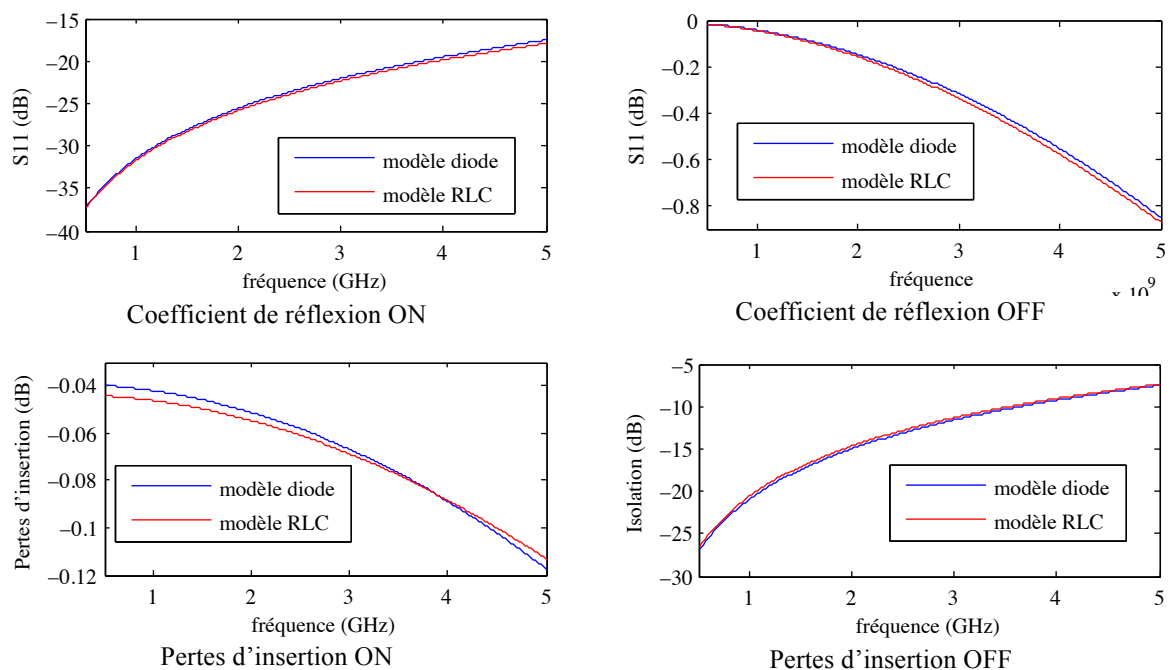 −15
−20
−25
−30
−35
−40
S11 (dB)
modèle diode
modèle RLC
1 2 3 4 5
fréquence (GHz)
Coefficient de réflexion ON
0
−0.2
−0.4
−0.6
−0.8
S11 (dB)
modèle diode
modèle RLC
1 2 3 4 5
fréquence
x 10^9
Coefficient de réflexion OFF
−0.04
−0.06
−0.08
−0.1
−0.12
Pertes d'insertion (dB)
modèle diode
modèle RLC
1 2 3 4 5
fréquence (GHz)
Pertes d'insertion ON
−5
−10
−15
−20
−25
−30
Isolation (dB)
modèle diode
modèle RLC
1 2 3 4 5
fréquence (GHz)
Pertes d'insertion OFF